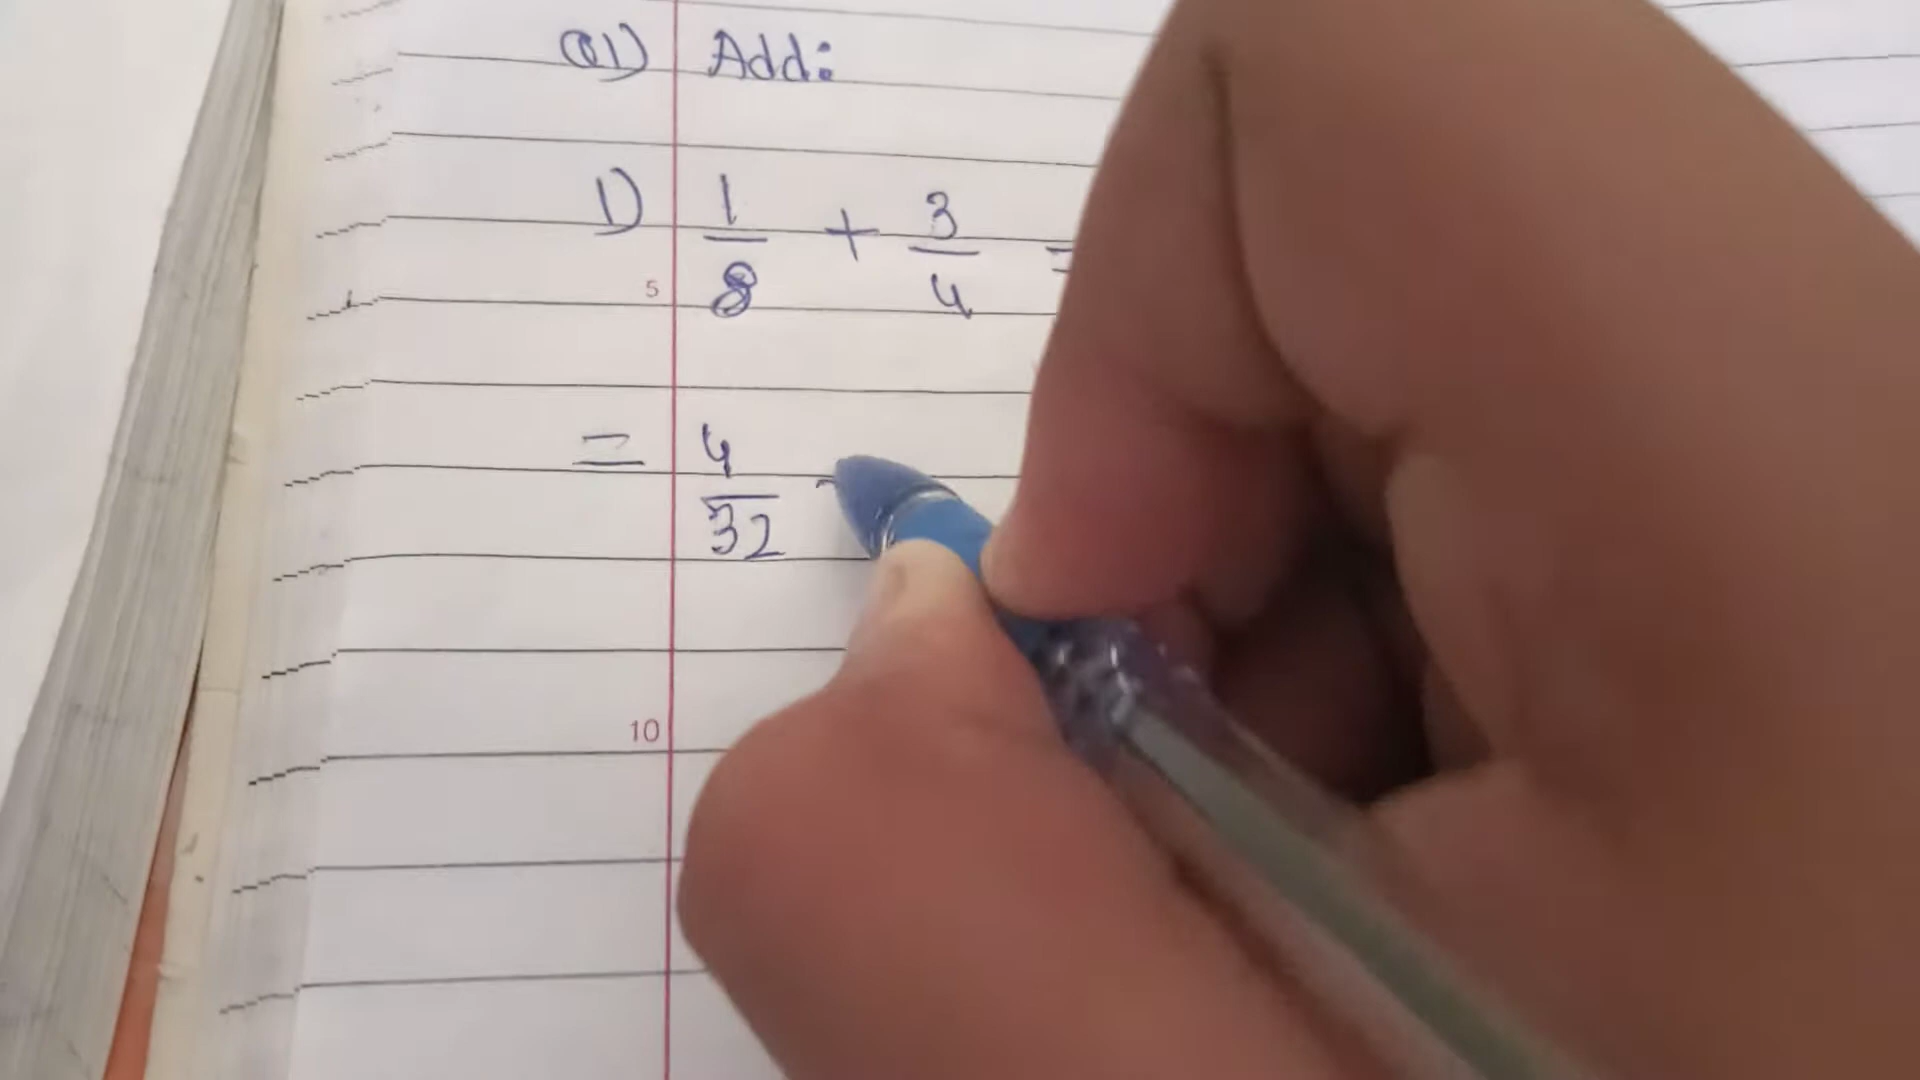 Q1) Add:
1) 1/8 + 3/4 =
5
= 4/32
10